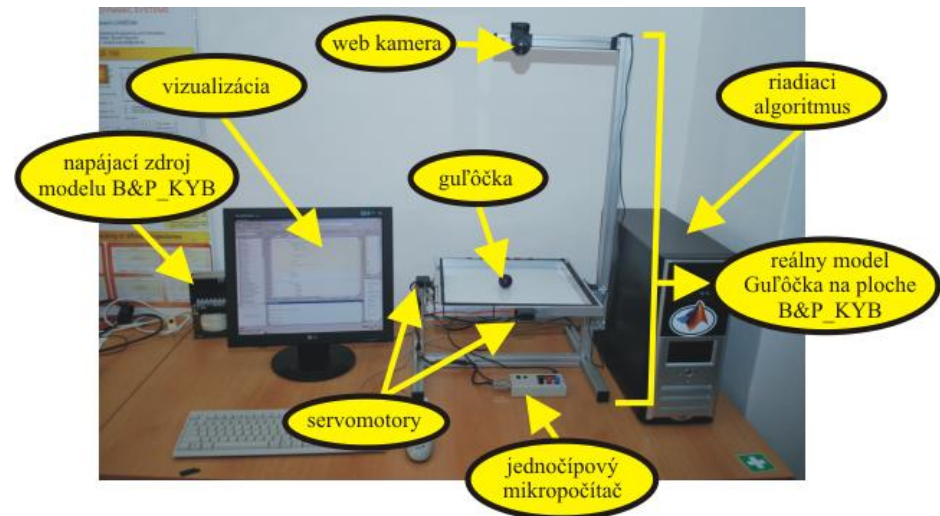 web kamera
vizualizácia
riadiaci
algoritmus
napájací zdroj
modelu B&P_KYB
guľôčka
reálny model
Guľôčka na ploche
B&P_KYB
servomotory
jednočípový
mikropočítač